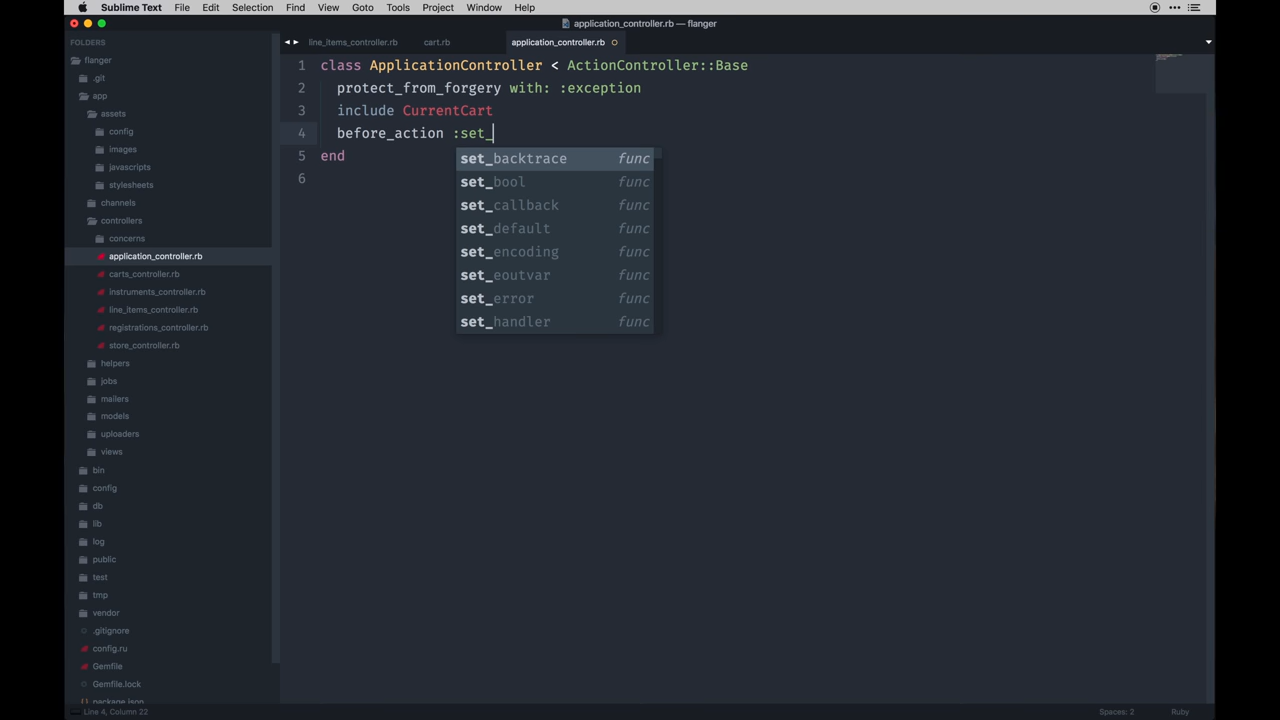 Sublime Text File Edit Selection Find View Goto Tools Project Window Help
application_controller.rb — flanger
FOLDERS
flanger
.git
app
assets
config
images
javascripts
stylesheets
channels
controllers
concerns
application_controller.rb
carts_controller.rb
instruments_controller.rb
line_items_controller.rb
registrations_controller.rb
store_controller.rb
helpers
jobs
mailers
models
uploaders
views
bin
config
db
lib
log
public
test
tmp
vendor
.gitignore
config.ru
Gemfile
Gemfile.lock
package.json
line_items_controller.rb cart.rb application_controller.rb
1 class ApplicationController < ActionController::Base
2 protect_from_forgery with: :exception
3 include CurrentCart
4 before_action :set_
5 end
6
set_backtrace func
set_bool func
set_callback func
set_default func
set_encoding func
set_eoutvar func
set_error func
set_handler func
Line 4, Column 22 Spaces: 2 Ruby